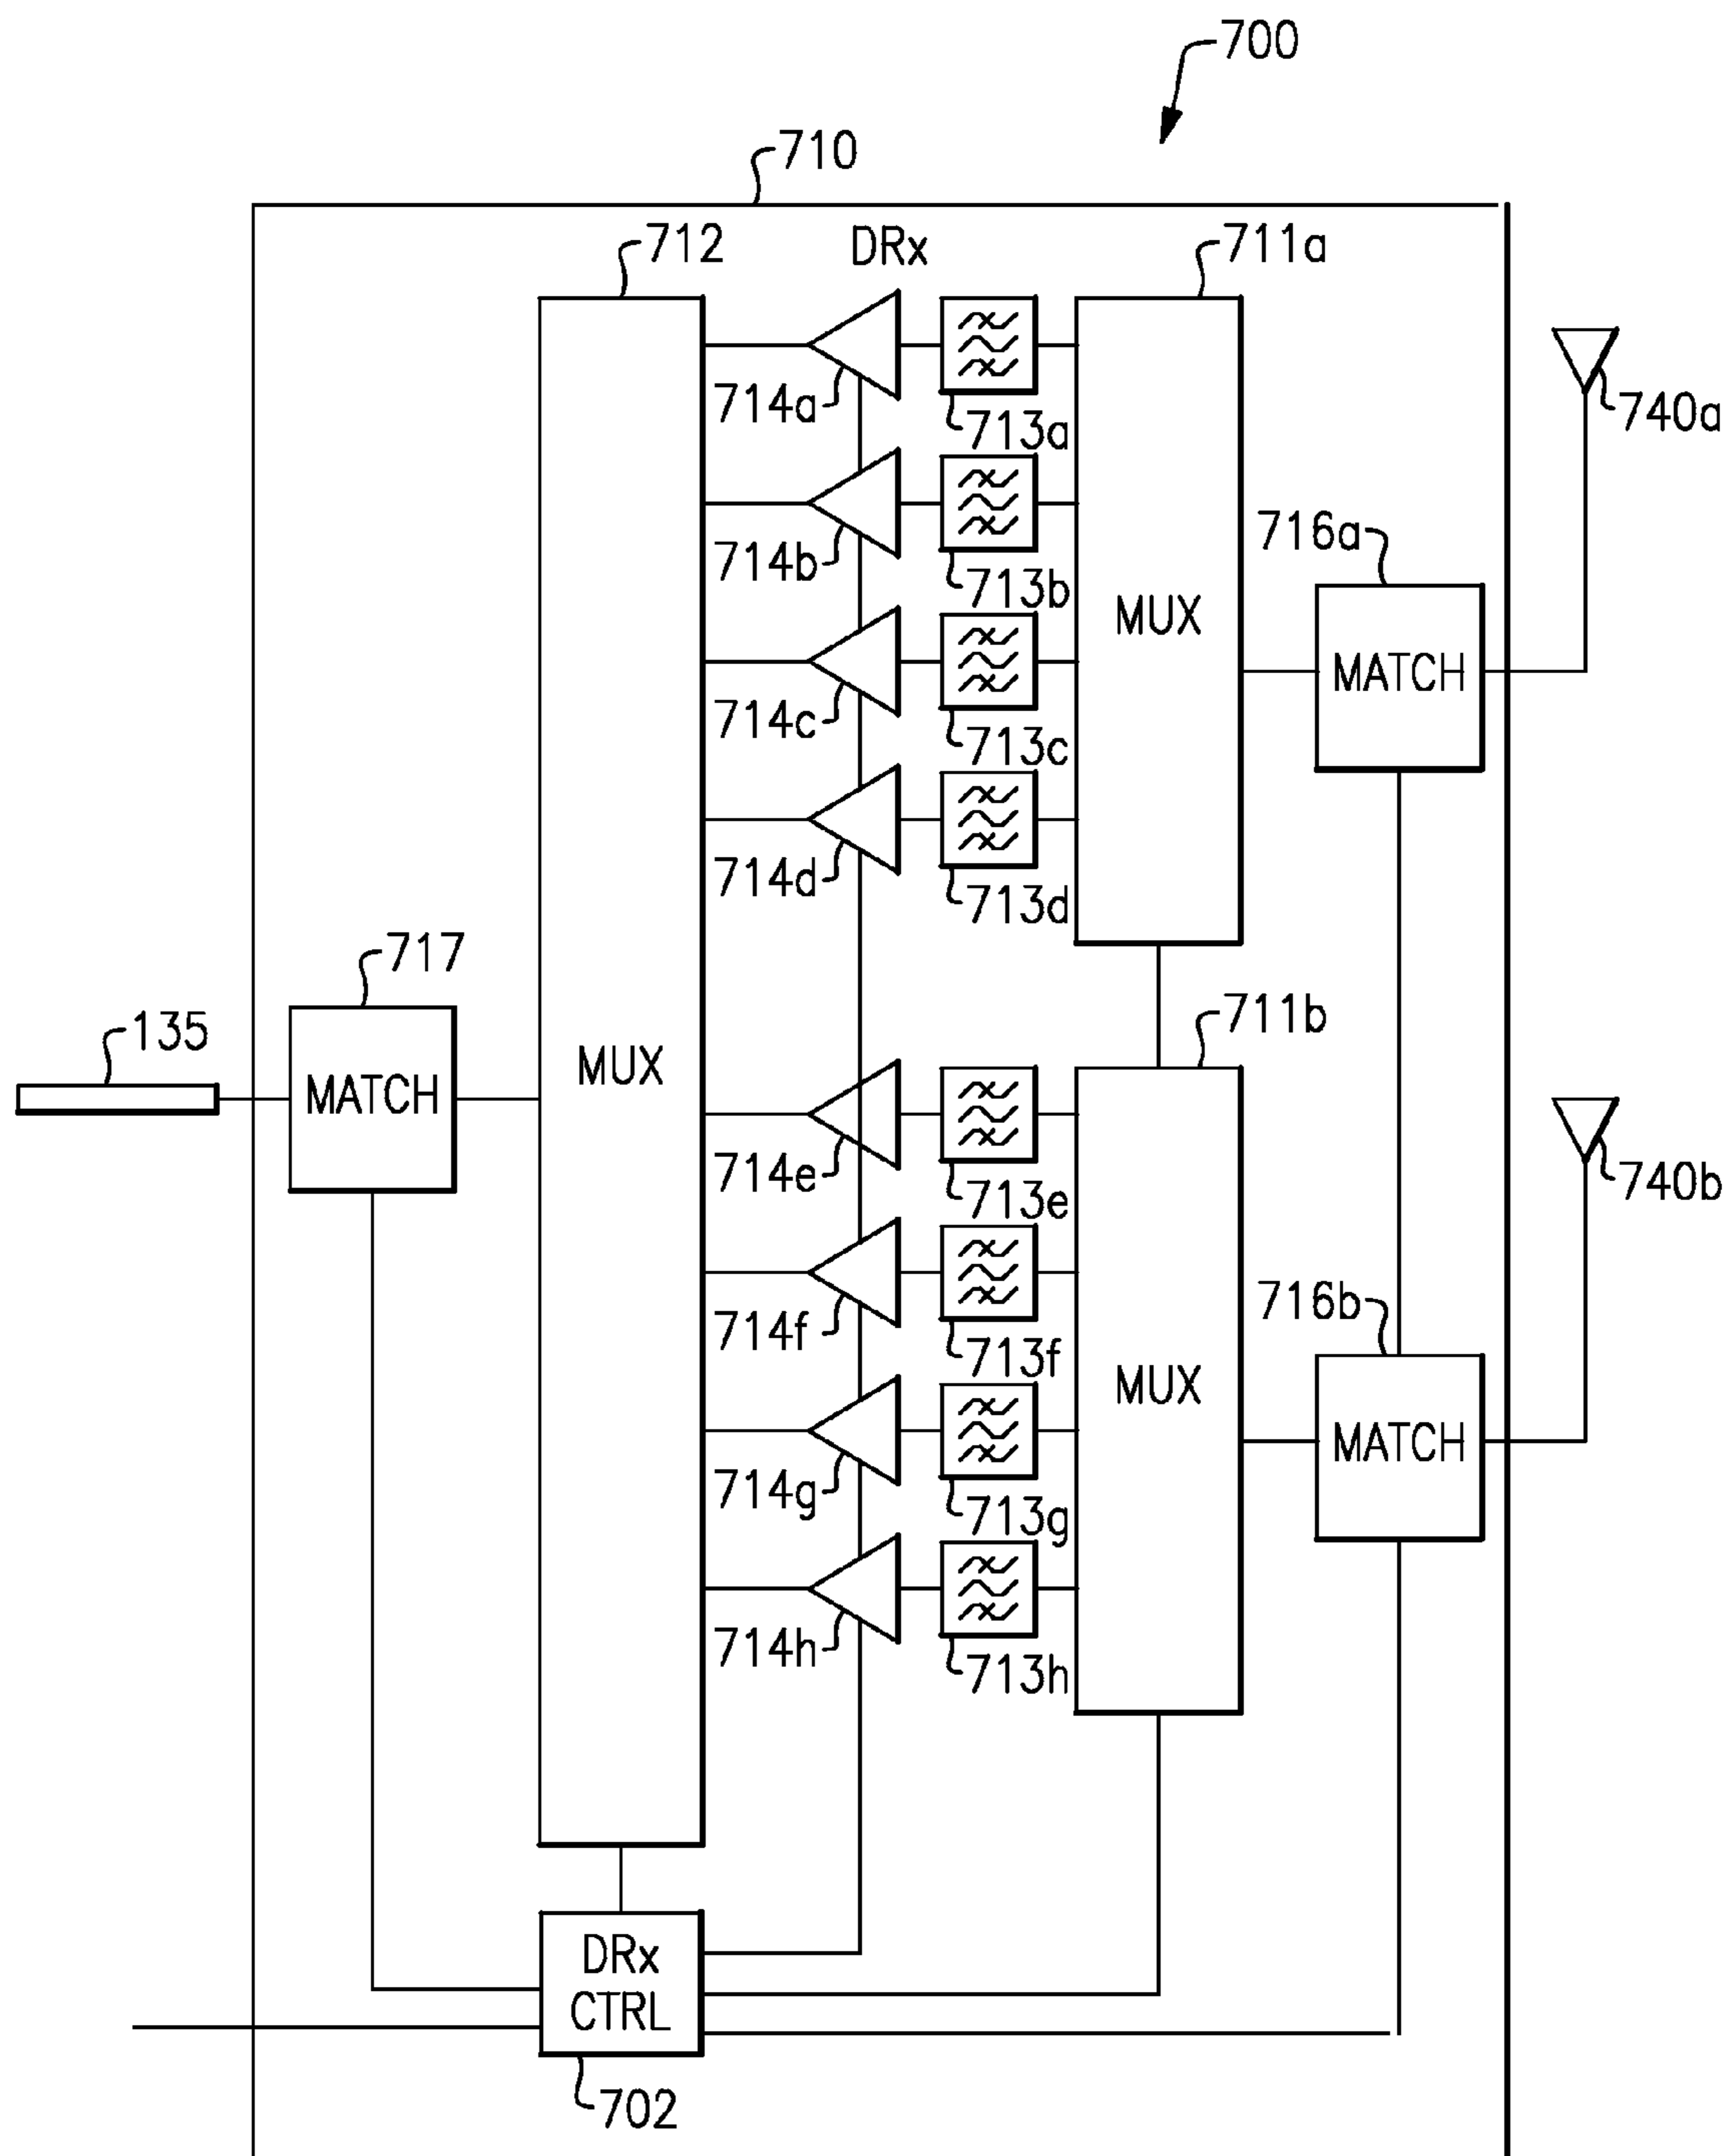 700
710
712
DRx
711a
714a
713a
740a
714b
713b
716a
MUX
MATCH
714c
713c
714d
713d
717
711b
135
MATCH
MUX
714e
713e
740b
714f
713f
716b
MUX
MATCH
714g
713g
714h
713h
DRx
CTRL
702